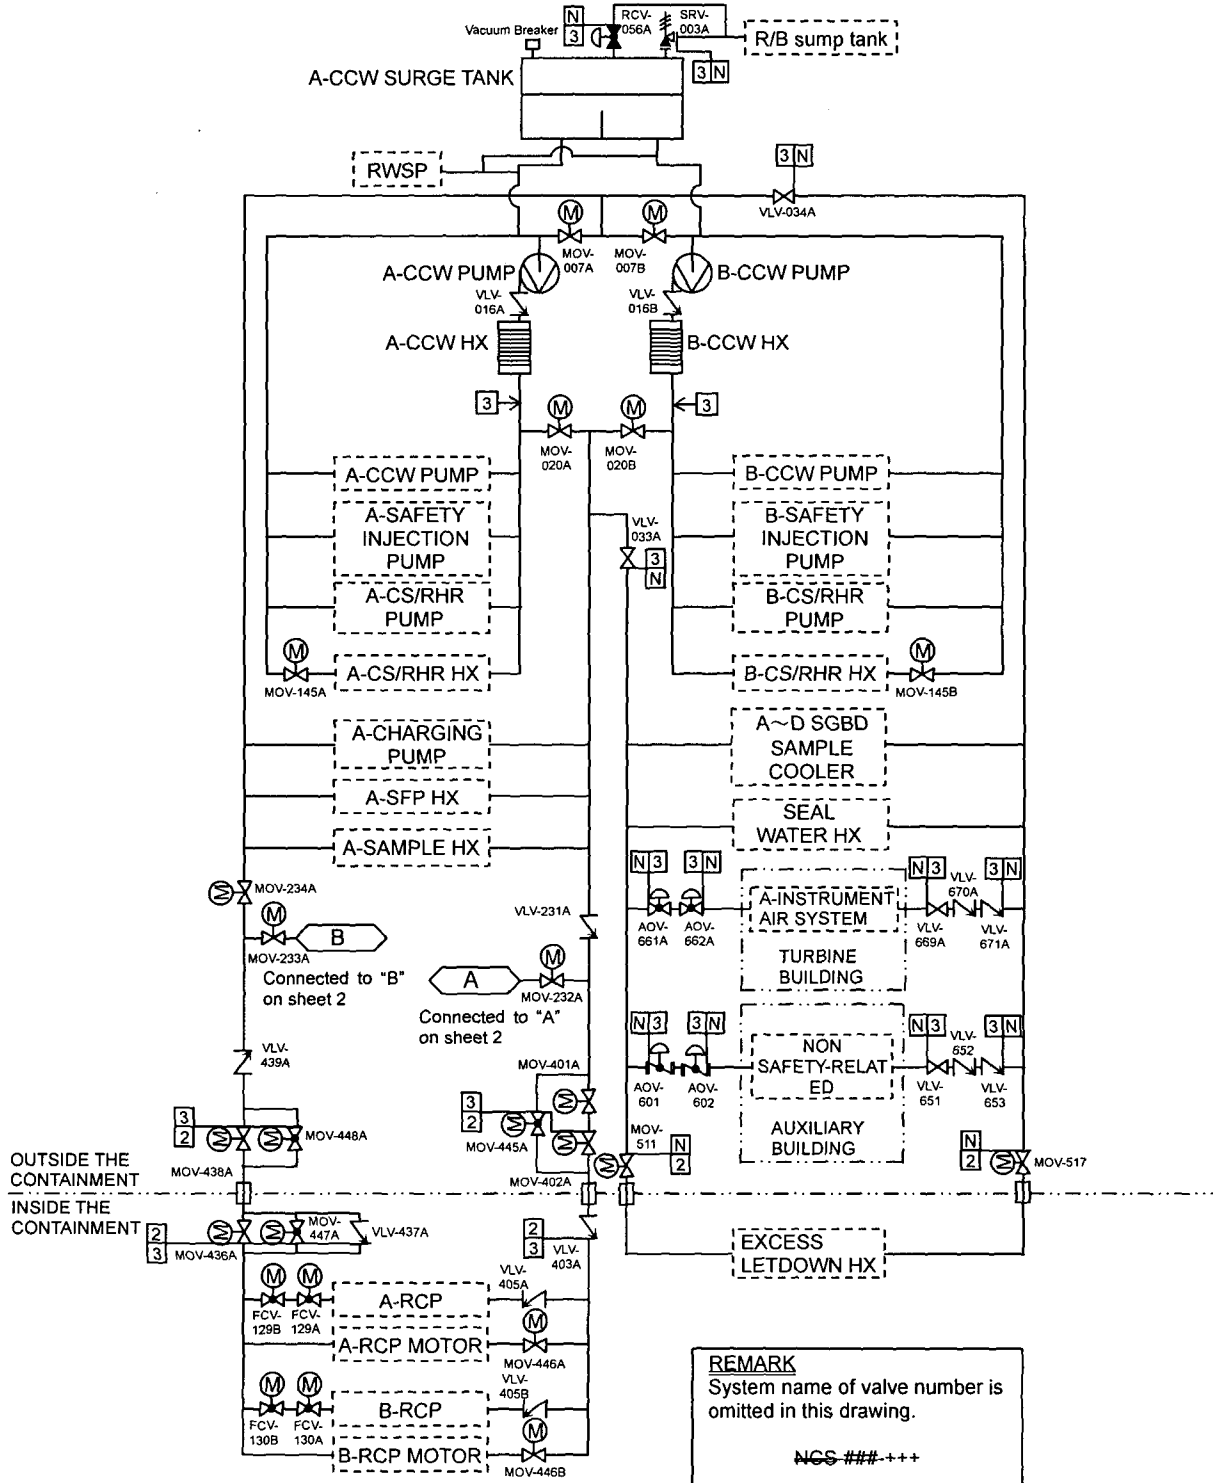 N
3
RCV-
056A
SRV-
003A
Vacuum Breaker
R/B sump tank
3 N
A-CCW SURGE TANK
RWSP
3 N
VLV-034A
M
M
MOV-
007A
MOV-
007B
A-CCW PUMP
B-CCW PUMP
VLV-
016A
VLV-
016B
A-CCW HX
B-CCW HX
3
3
M
M
MOV-
020A
MOV-
020B
A-CCW PUMP
B-CCW PUMP
A-SAFETY
INJECTION
PUMP
VLV-
033A
3
N
B-SAFETY
INJECTION
PUMP
A-CS/RHR
PUMP
B-CS/RHR
PUMP
M
MOV-145A
A-CS/RHR HX
B-CS/RHR HX
M
MOV-145B
A-CHARGING
PUMP
A~D SGBD
SAMPLE
COOLER
A-SFP HX
SEAL
WATER HX
A-SAMPLE HX
M
MOV-234A
N 3
3 N
AOV-
661A
AOV-
662A
A-INSTRUMENT
AIR SYSTEM
TURBINE
BUILDING
N 3
VLV-
670A
3 N
VLV-
669A
VLV-
671A
M
MOV-233A
B
Connected to "B"
on sheet 2
VLV-231A
A
M
MOV-232A
Connected to "A"
on sheet 2
VLV-
439A
N 3
3 N
AOV-
601
AOV-
602
NON
SAFETY-RELAT
ED
AUXILIARY
BUILDING
N 3
VLV-
652
3 N
VLV-
651
VLV-
653
MOV-401A
M
3
2
M
M
MOV-448A
MOV-438A
3
2
M
MOV-445A
M
MOV-402A
MOV-
511
M
N
2
N
2
M
MOV-517
OUTSIDE THE
CONTAINMENT
INSIDE THE
CONTAINMENT
2
3
M
MOV-436A
M
MOV-
447A
VLV-437A
2
3
VLV-
403A
EXCESS
LETDOWN HX
M
M
FCV-
129B
FCV-
129A
A-RCP
VLV-
405A
A-RCP MOTOR
M
MOV-446A
M
M
FCV-
130B
FCV-
130A
B-RCP
VLV-
405B
B-RCP MOTOR
M
MOV-446B
REMARK
System name of valve number is
omitted in this drawing.
NCS-###-+++